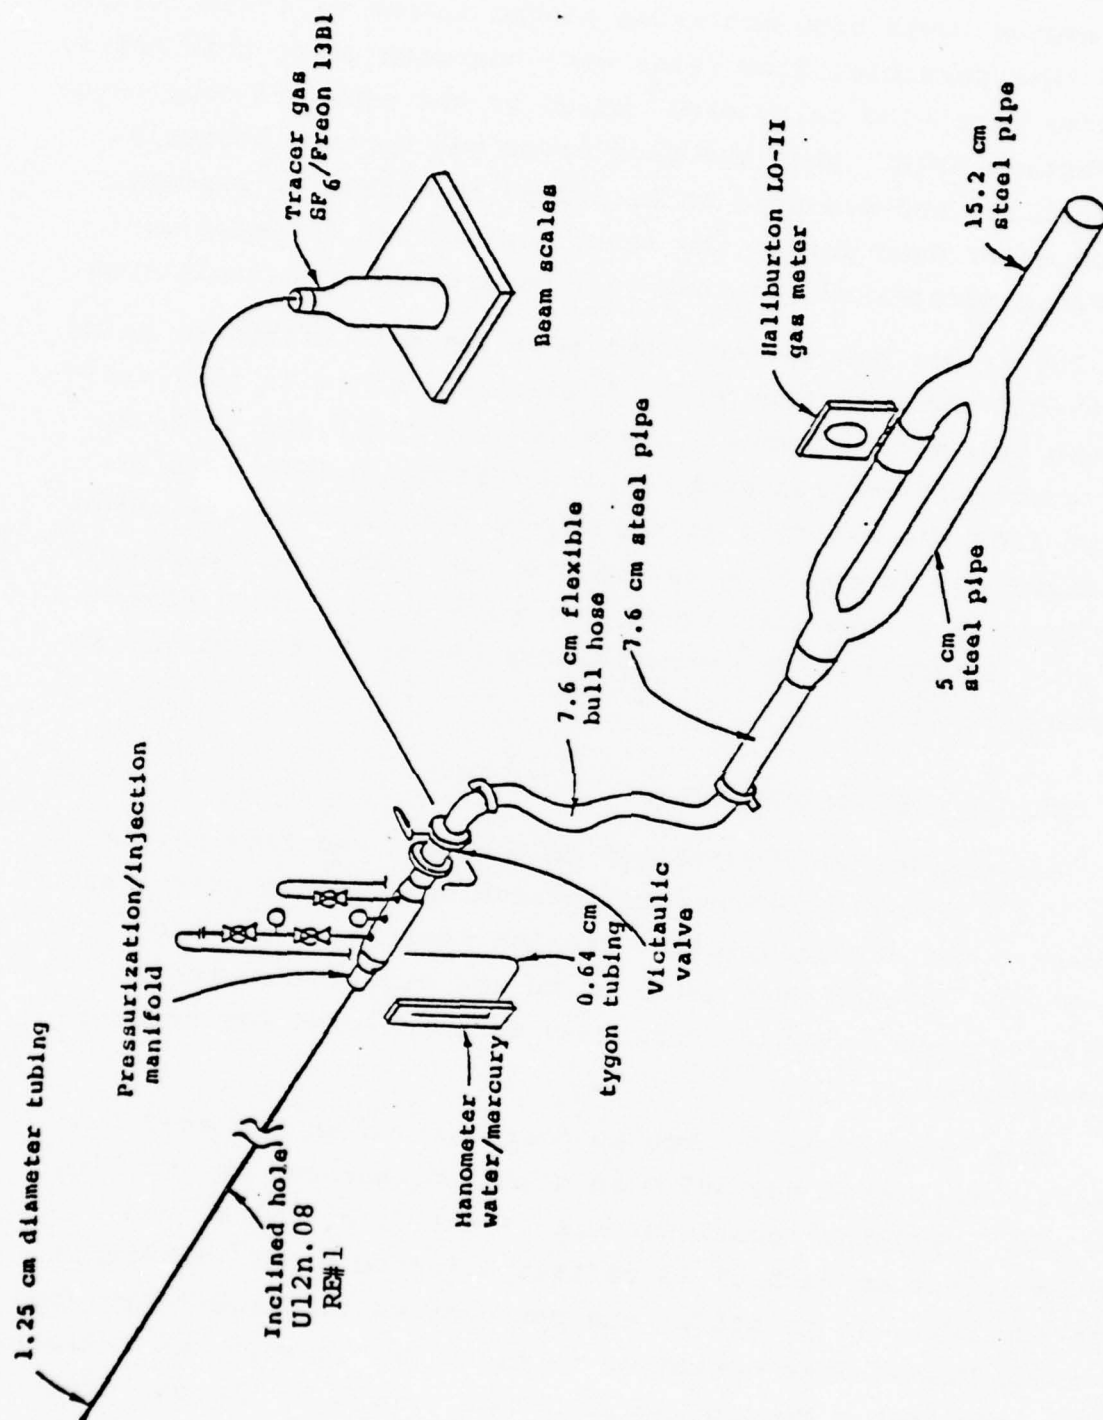 1.25 cm diameter tubing
Inclined hole
U12n.08
RE#1
Pressurization/injection
manifold
Manometer
water/mercury
0.64 cm
tygon tubing
Victaulic
valve
7.6 cm flexible
bull hose
7.6 cm steel pipe
Tracer gas
SF6/Freon 13B1
Beam scales
Haliburton LO-II
gas meter
5 cm
steel pipe
15.2 cm
steel pipe